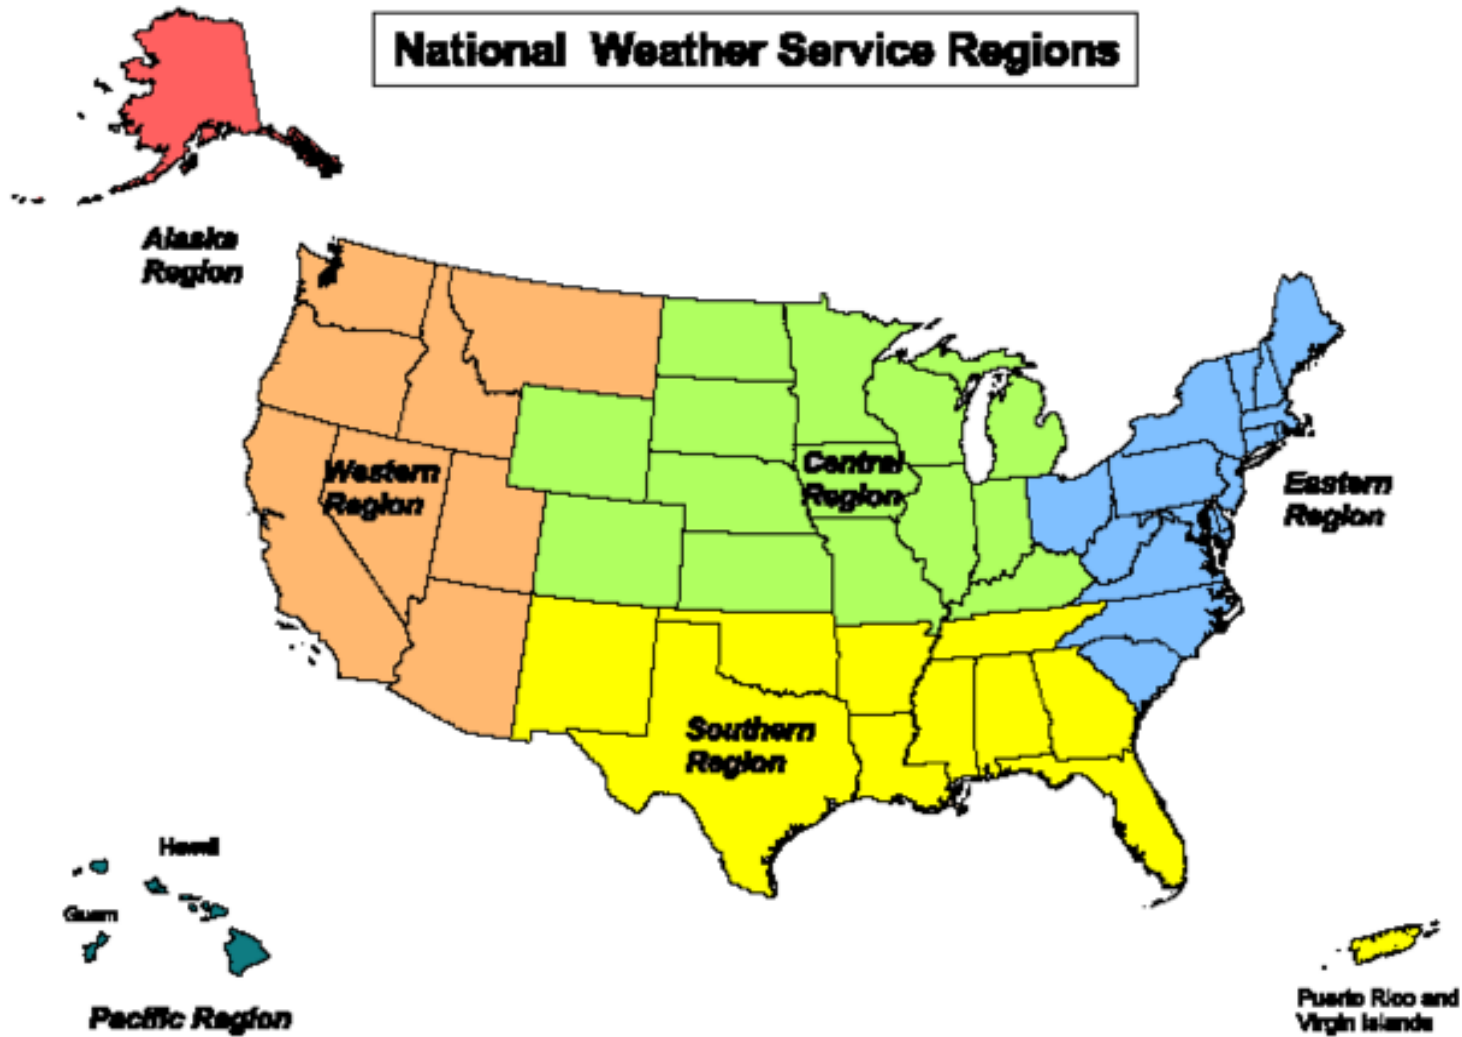 National Weather Service Regions
Alaska
Region
Western
Region
Central
Region
Eastern
Region
Southern
Region
Hawaii
Guam
Pacific Region
Puerto Rico and
Virgin Islands